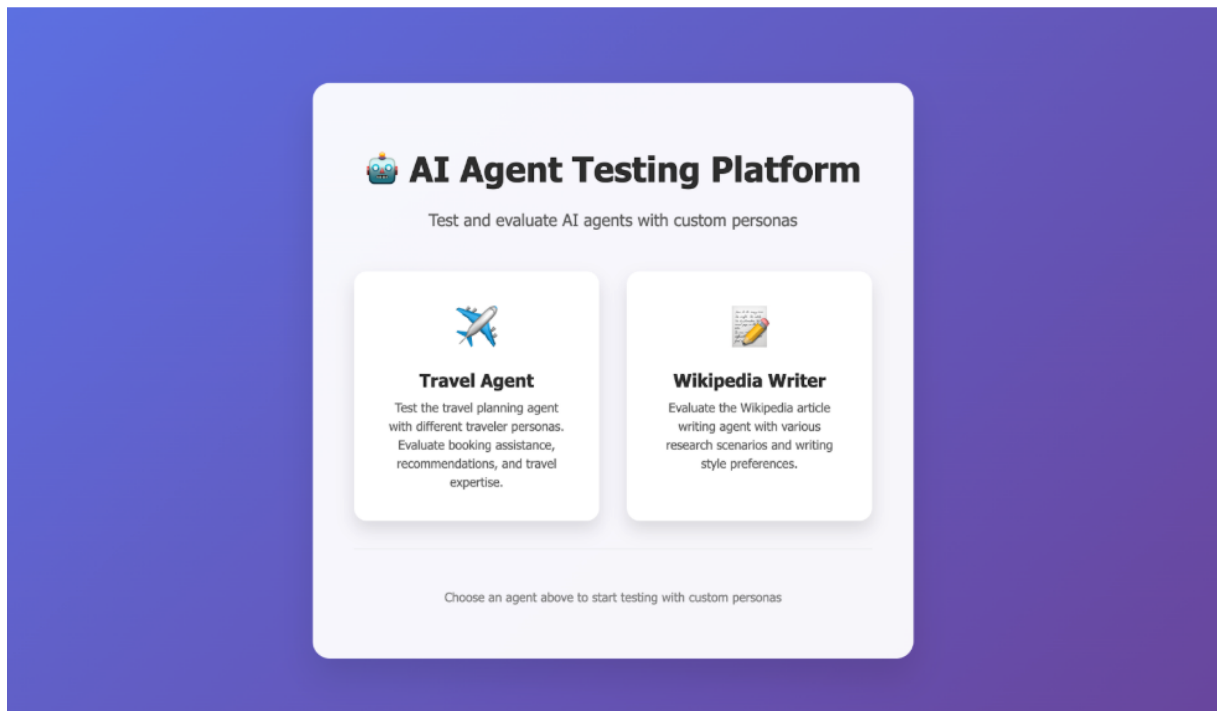 AI Agent Testing Platform
Test and evaluate AI agents with custom personas
Travel Agent
Test the travel planning agent
with different traveler personas.
Evaluate booking assistance,
recommendations, and travel
expertise.
Wikipedia Writer
Evaluate the Wikipedia article
writing agent with various
research scenarios and writing
style preferences.
Choose an agent above to start testing with custom personas